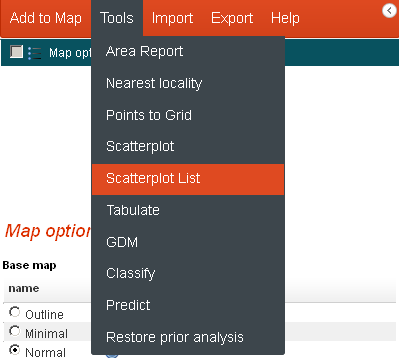 Add to Map Tools Import Export Help
Map opt
Area Report
Nearest locality
Points to Grid
Scatterplot
Scatterplot List
Tabulate
GDM
Classify
Predict
Restore prior analysis
Map option
Base map
name
Outline
Minimal
Normal